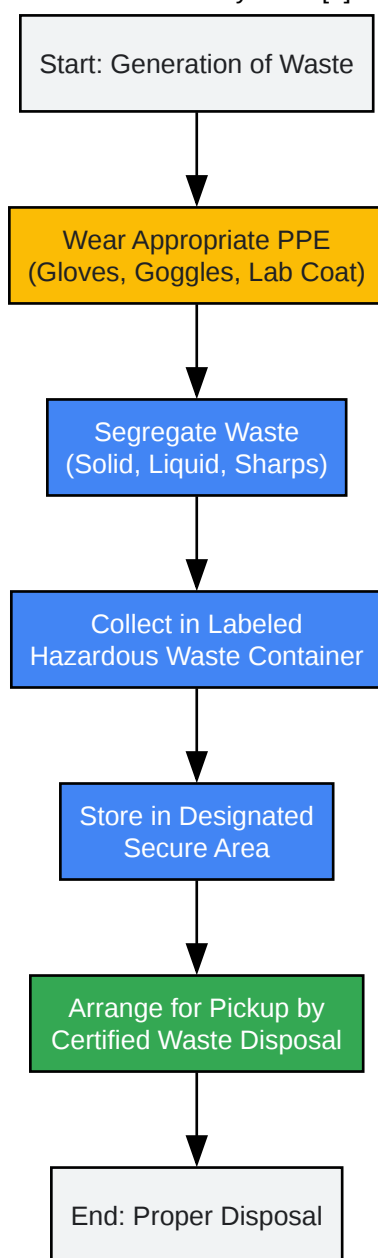 Start: Generation of Waste
Wear Appropriate PPE
(Gloves, Goggles, Lab Coat)
Segregate Waste
(Solid, Liquid, Sharps)
Collect in Labeled
Hazardous Waste Container
Store in Designated
Secure Area
Arrange for Pickup by
Certified Waste Disposal
End: Proper Disposal